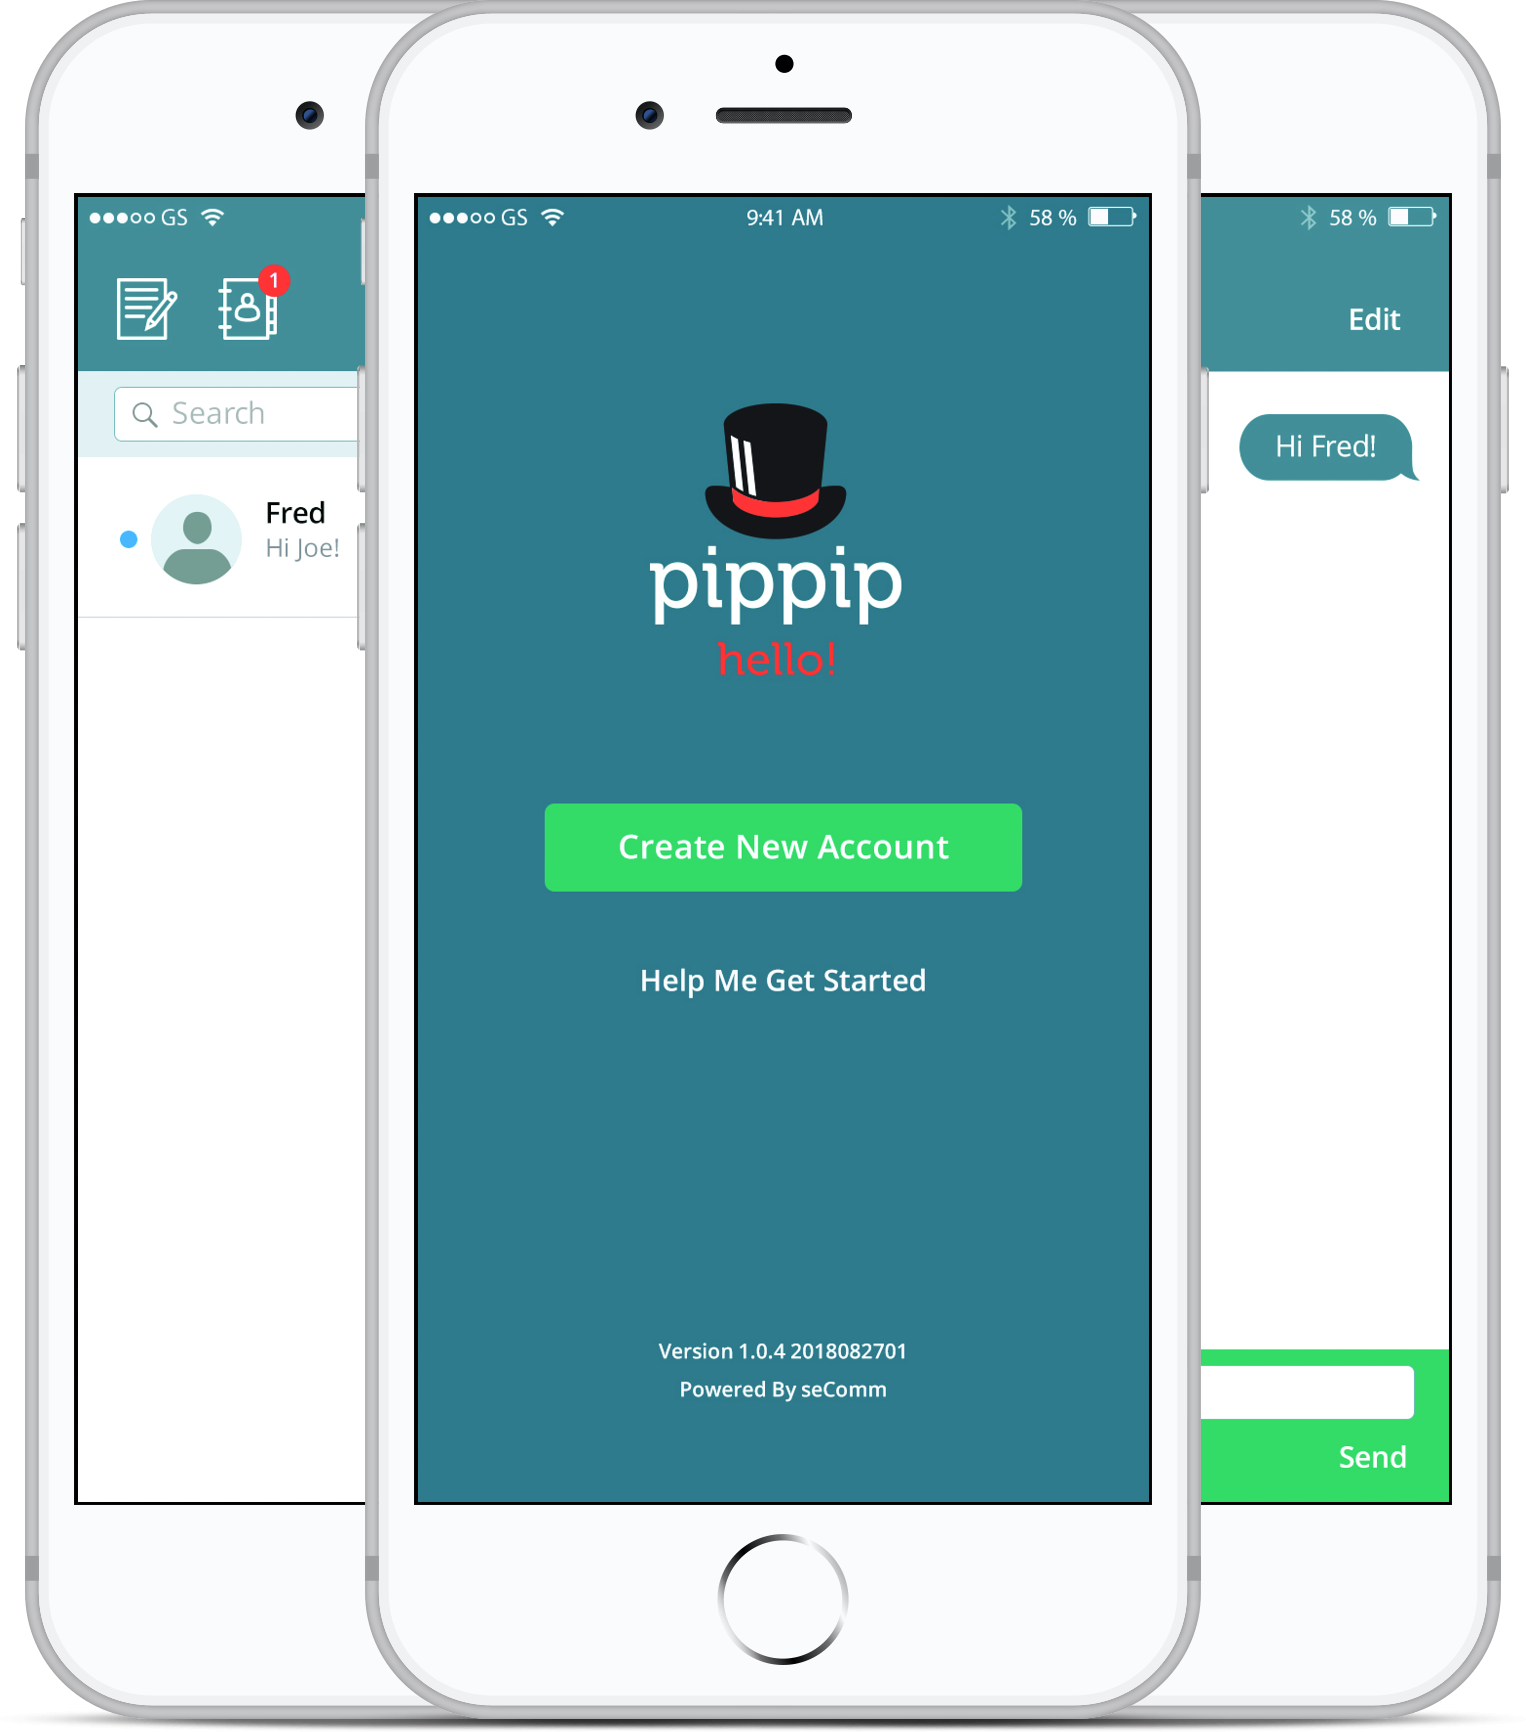 GS
1
Search
Fred
Hi Joe!
GS 9:41 AM 58 %
pippip
hello!
Create New Account
Help Me Get Started
Version 1.0.4 2018082701
Powered By seComm
58 %
Edit
Hi Fred!
Send